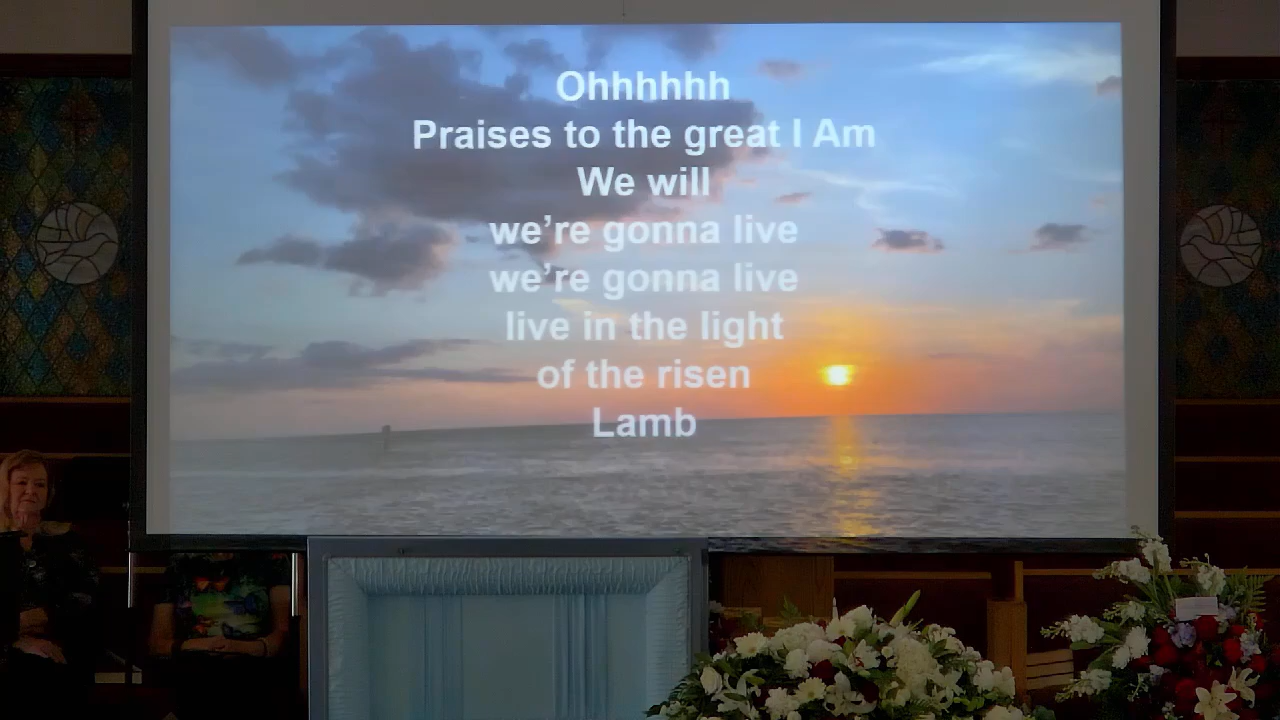 Ohhhhhh
Praises to the great I Am
We will
we’re gonna live
we’re gonna live
live in the light
of the risen
Lamb